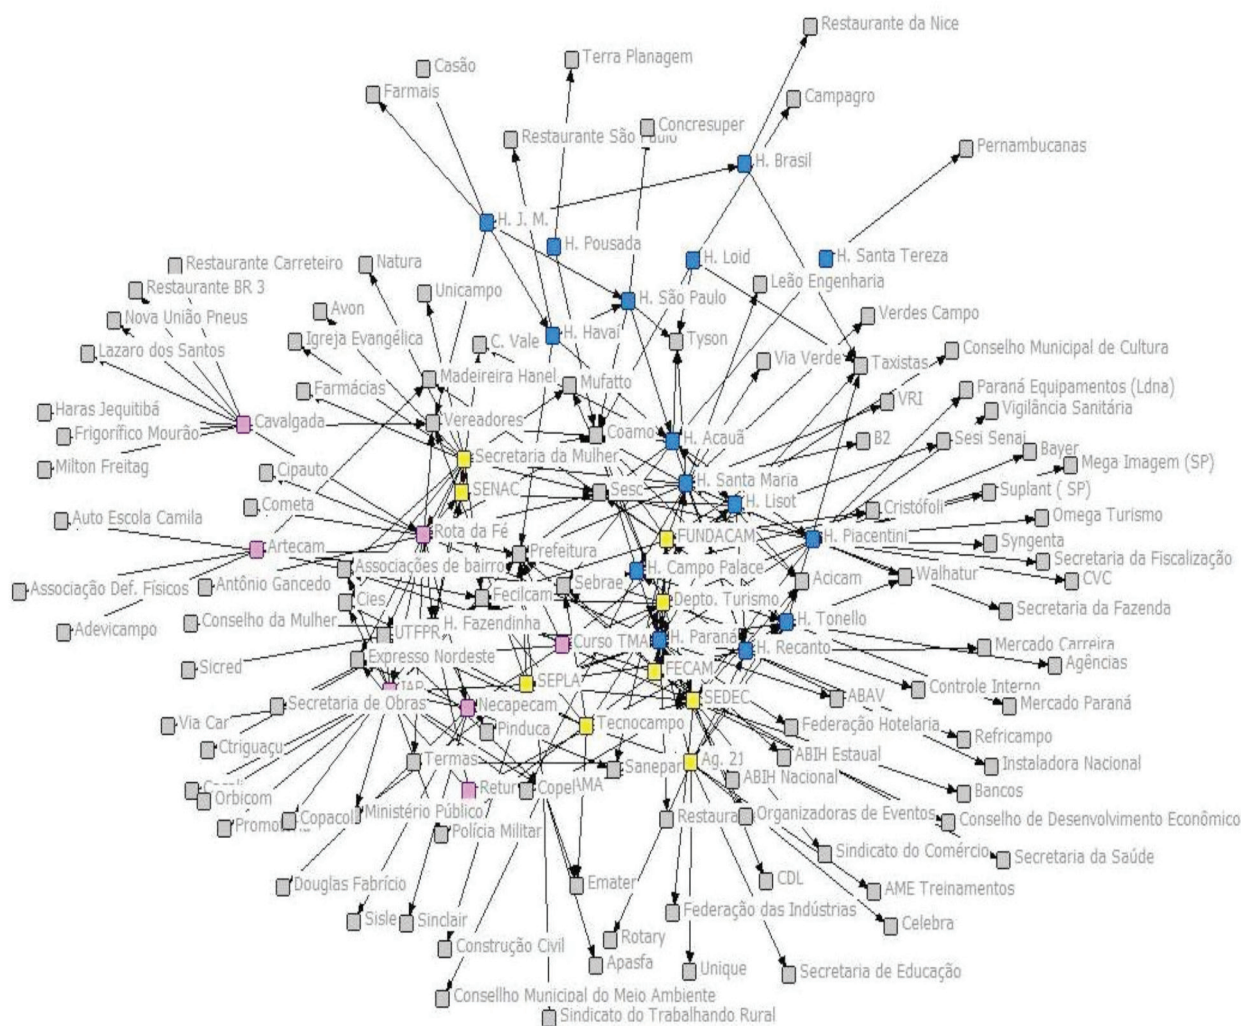 Restaurante da Nice
Terra Planagem
Casão
Farmais
Campagro
Concresuper
Restaurante São Paulo
Pernambucanas
H. Brasil
H. J. M.
H. Pousada
H. Loid
H. Santa Tereza
Restaurante Carreteiro
Natura
Leão Engenharia
Restaurante BR 3
Unicampo
H. São Paulo
Avon
Verdes Campo
Nova União Pneus
H. Havaí
Igreja Evangélica
C. Vale
Tyson
Conselho Municipal de Cultura
Lazaro dos Santos
Via Verde
Taxistas
Madeireira Hanel
Mufatto
Farmácias
Paraná Equipamentos (Ldna)
VRI
Haras Jequitibá
Vigilância Sanitária
Cavalgada
Vereadores
Frigorífico Mourão
Coamo
H. Acauã
B2
Sesi Senai
Bayer
Secretaria da Mulher
Mega Imagem (SP)
Milton Freitag
Cipauto
H. Santa Maria
SENAC
Sesc
Suplant ( SP)
H. Lisot
Cometa
Cristófoli
Auto Escola Camila
Omega Turismo
Rota da Fé
FUNDACAM
H. Piacentini
Syngenta
Artecam
Prefeitura
Secretaria da Fiscalização
Associações de bairro
H. Campo Palace
Acicam
Walhatur
CVC
Associação Def. Físicos
Antônio Gancedo
Sebrae
Cies
Fecilcam
Depto. Turismo
Secretaria da Fazenda
Conselho da Mulher
H. Fazendinha
H. Tonello
Adevicampo
UTFPR
Curso TMA
H. Paraná
Mercado Carreira
H. Recanto
Expresso Nordeste
Agências
Sicred
FECAM
SEPLA
Controle Interno
Secretaria de Obras
Necapecam
SEDEC
ABAV
Mercado Paraná
Via Car
Tecnocampo
Federação Hotelaria
Pinduca
Refricampo
Ctriguaçu
ABIH Estaual
Termas
Sanepar
Ag. 21
Instaladora Nacional
ABIH Nacional
Retur
Copel
AMA
Bancos
Orbicom
Copacol
Ministério Público
Restaura
Organizadoras de Eventos
Conselho de Desenvolvimento Econômico
Polícia Militar
Sindicato do Comércio
Secretaria da Saúde
Douglas Fabrício
Emater
CDL
AME Treinamentos
Sisle
Sinclair
Federação das Indústrias
Celebra
Construção Civil
Rotary
Apasfa
Unique
Secretaria de Educação
Consellho Municipal do Meio Ambiente
Sindicato do Trabalhando Rural